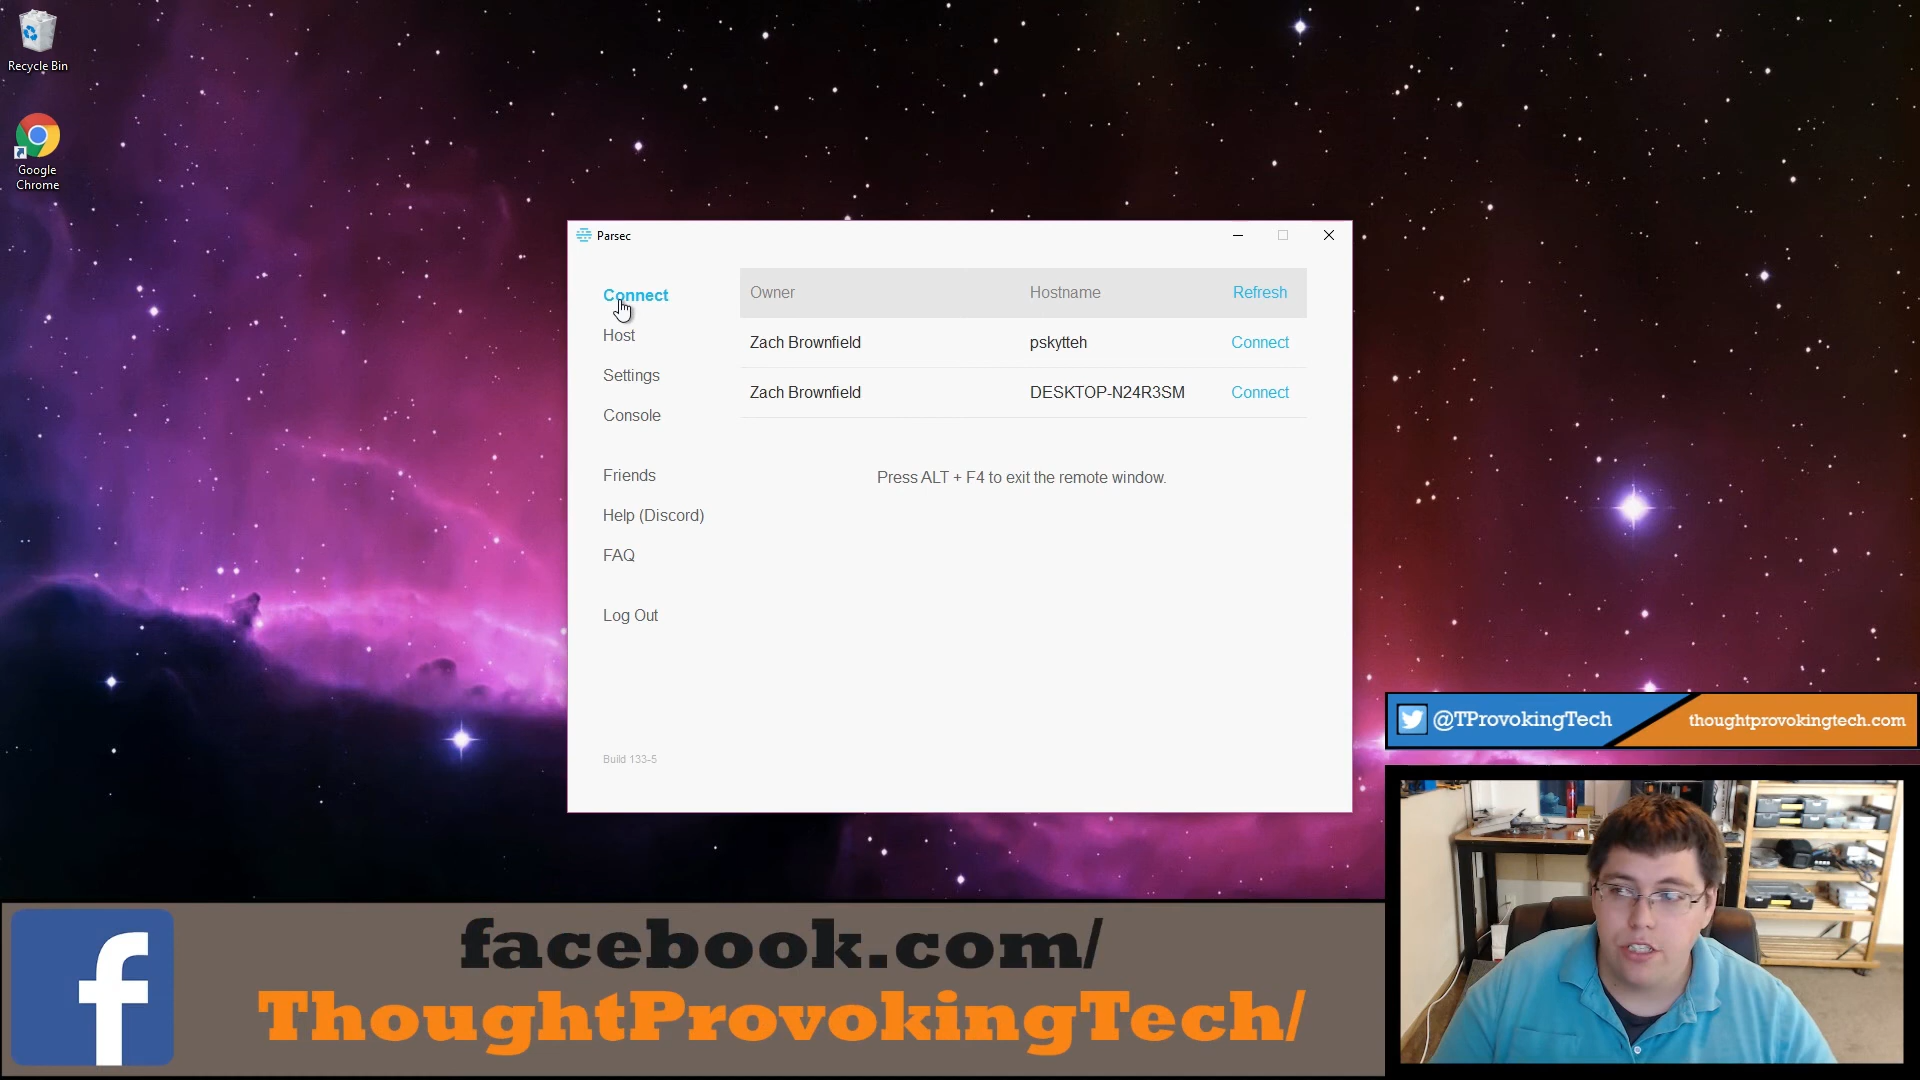 Recycle Bin
Google
Chrome
Parsec
Connect
Host
Settings
Console
Friends
Help (Discord)
FAQ
Log Out
Build 133-5
Owner Hostname Refresh
Zach Brownfield pskytteh Connect
Zach Brownfield DESKTOP-N24R3SM Connect
Press ALT + F4 to exit the remote window.
@TProvokingTech thoughtprovokingtech.com
f
facebook.com/
ThoughtProvokingTech/